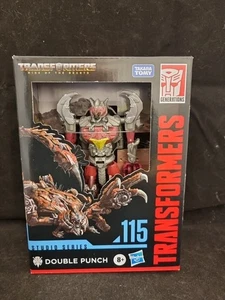 TRANSFORMERS
RISE OF THE BEASTS
TAKARA
TOMY
GENERATIONS
TRANSFORMERS
115
STUDIO SERIES
DOUBLE PUNCH
8+
Hasbro